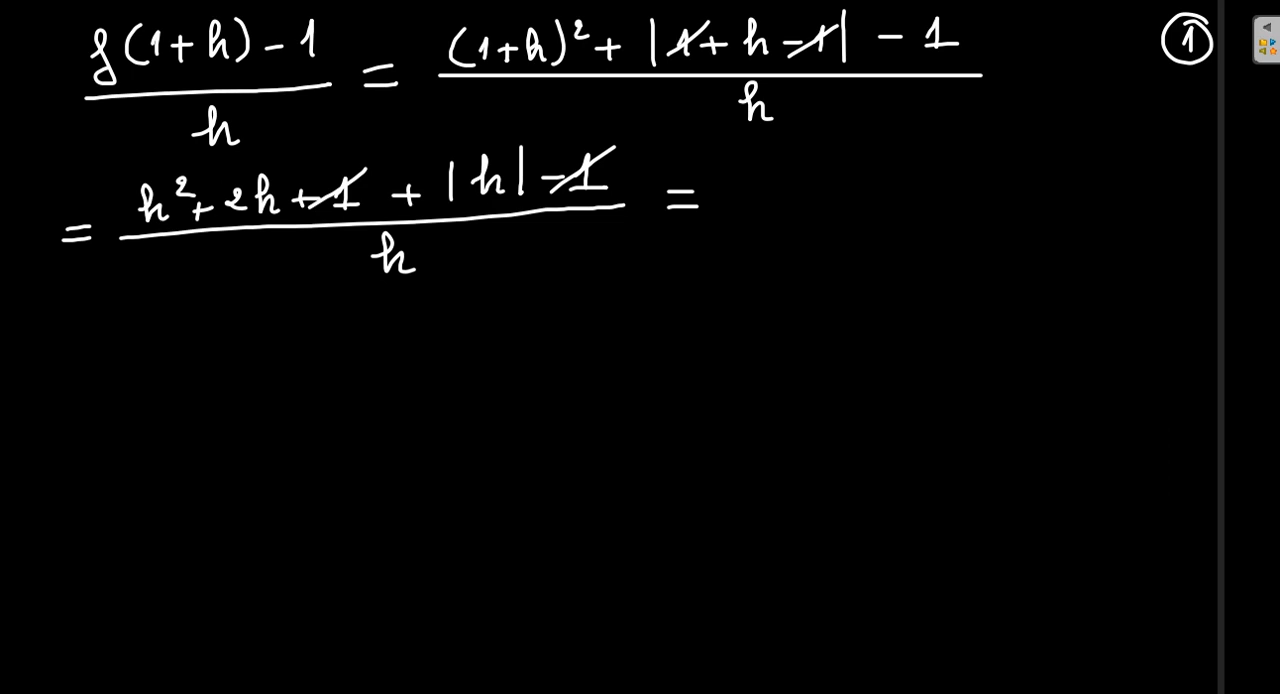 (f(1+h)-1)/h = ((1+h)²+|1+h-1|-1)/h ①
= (h²+2h+1+|h|-1)/h =